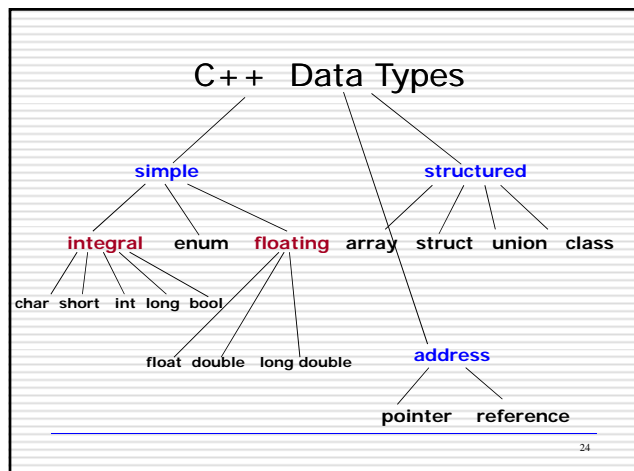 C++ Data Types
simple structured
integral enum floating array struct union class
char short int long bool
float double long double
address
pointer reference
24